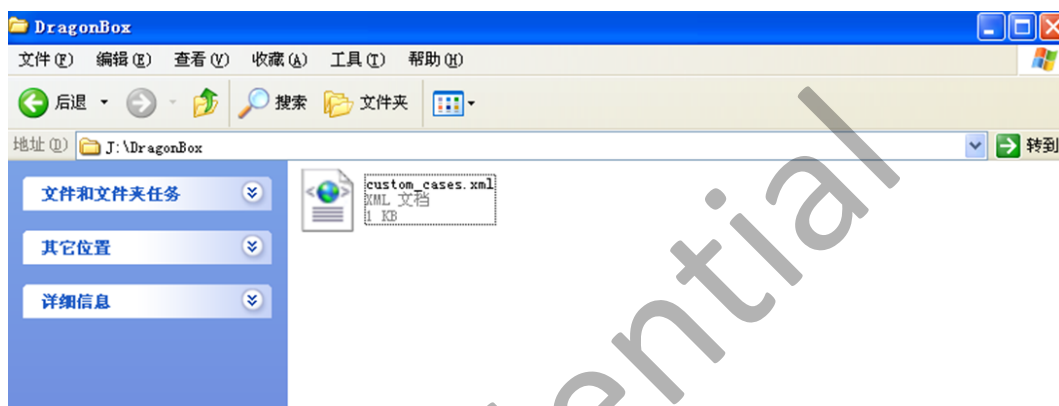 DragonBox
文件(F) 编辑(E) 查看(V) 收藏(A) 工具(T) 帮助(H)
后退 搜索 文件夹
地址(D) J:\DragonBox 转到
文件和文件夹任务
其它位置
详细信息
custom_cases.xml
XML 文档
1 KB
ential